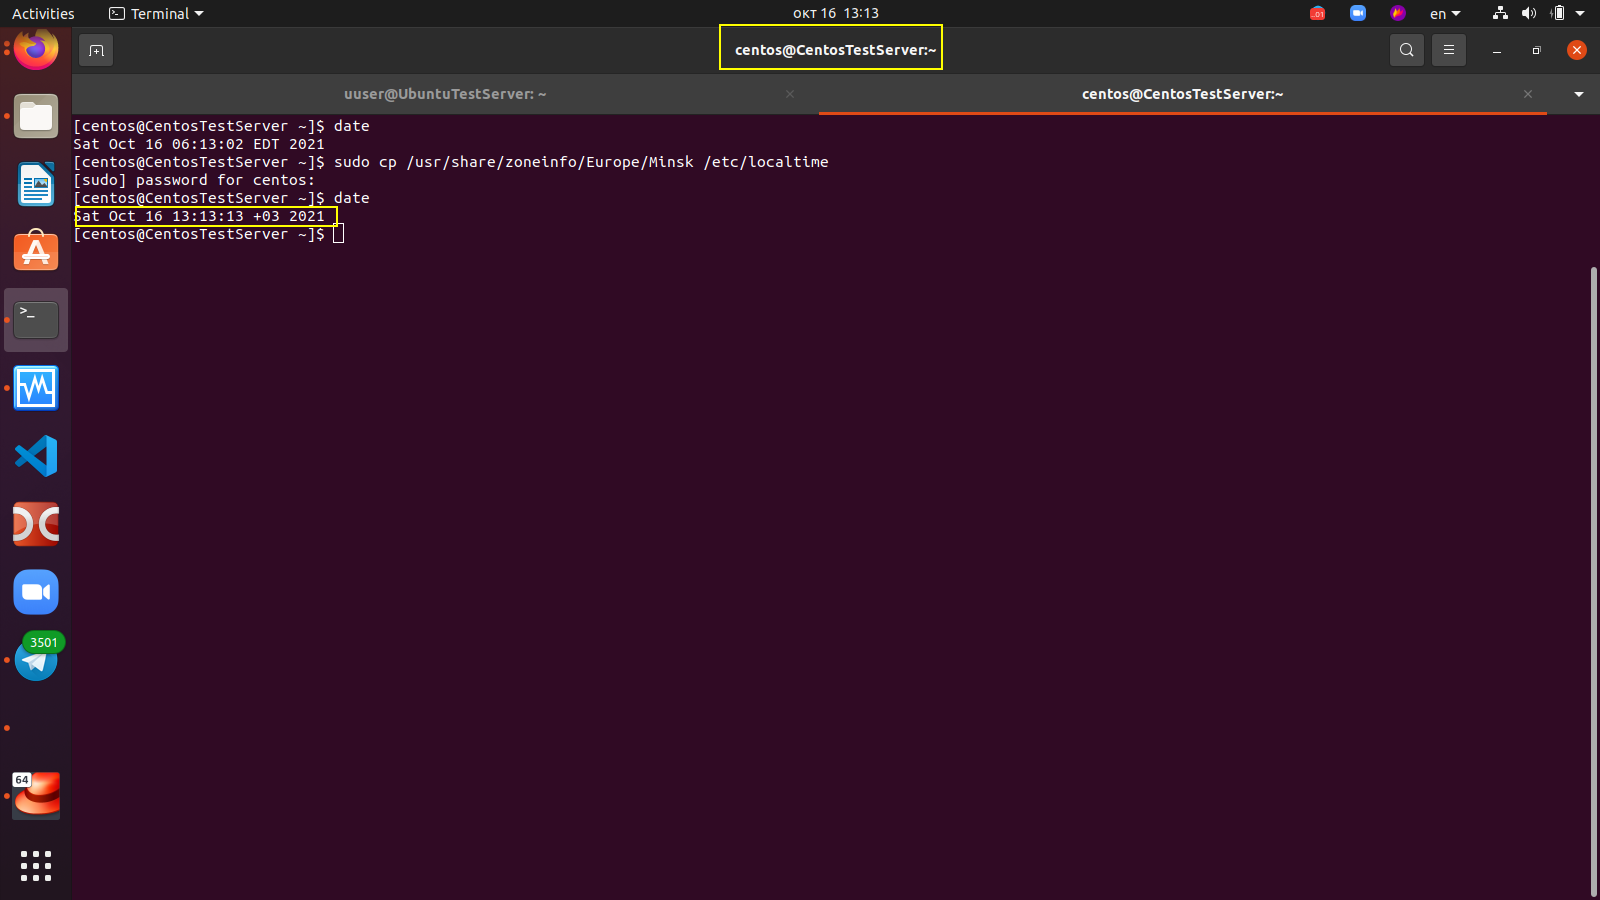 Activities
Terminal
окт 16 13:13
en
centos@CentosTestServer:~
uuser@UbuntuTestServer: ~
centos@CentosTestServer:~
[centos@CentosTestServer ~]$ date
Sat Oct 16 06:13:02 EDT 2021
[centos@CentosTestServer ~]$ sudo cp /usr/share/zoneinfo/Europe/Minsk /etc/localtime
[sudo] password for centos:
[centos@CentosTestServer ~]$ date
Sat Oct 16 13:13:13 +03 2021
[centos@CentosTestServer ~]$
>_
3501
64